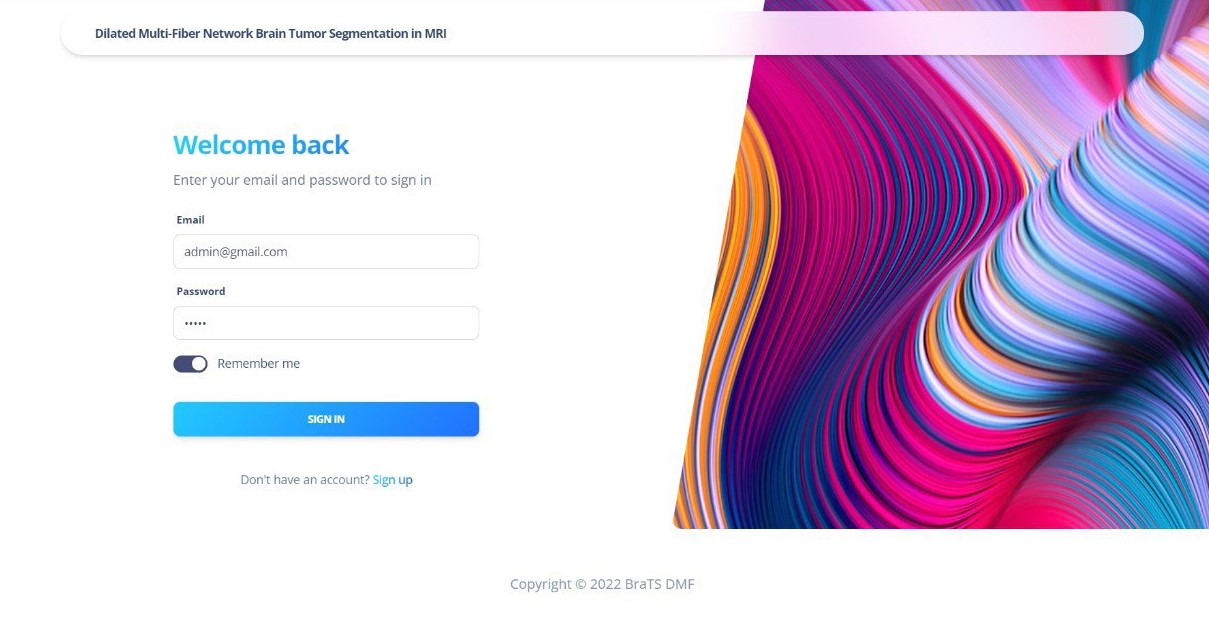 Dilated Multi-Fiber Network Brain Tumor Segmentation in MRI
Welcome back
Enter your email and password to sign in
Email
admin@gmail.com
Password
•••••
Remember me
SIGN IN
Don't have an account? Sign up
Copyright © 2022 BraTS DMF